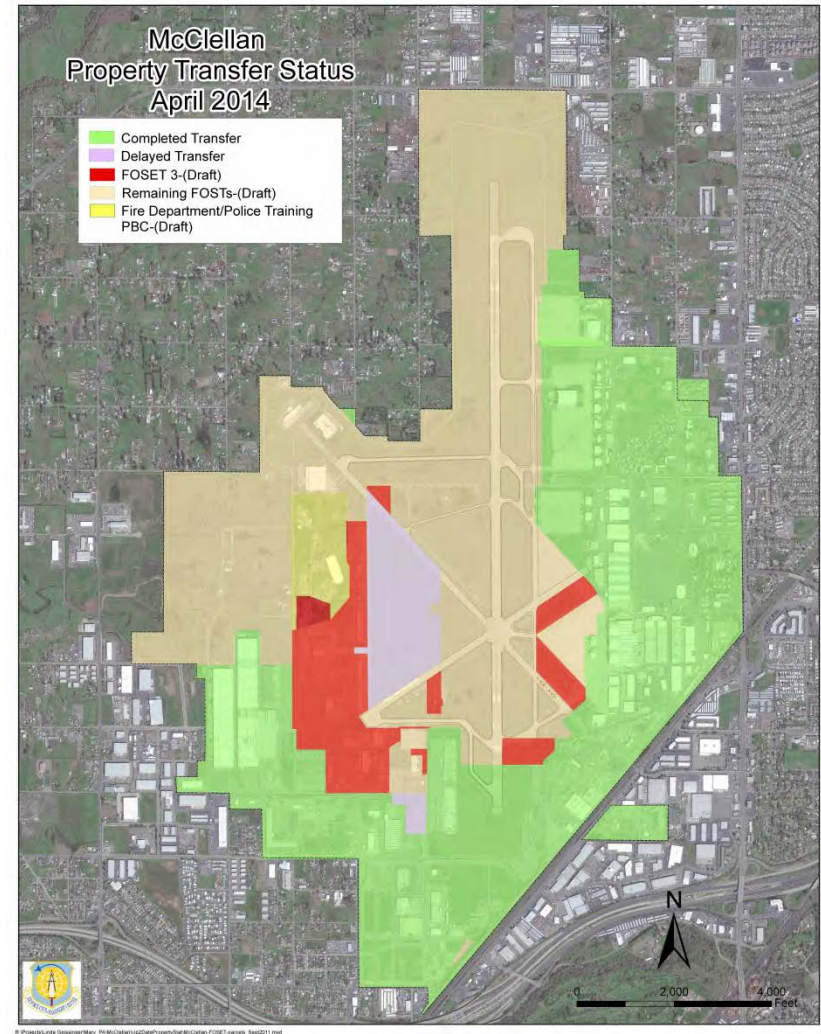 McClellan
Property Transfer Status
April 2014
Completed Transfer
Delayed Transfer
FOSET 3-(Draft)
Remaining FOSTs-(Draft)
Fire Department/Police Training
PBC-(Draft)
N
0 2,000 4,000
Feet